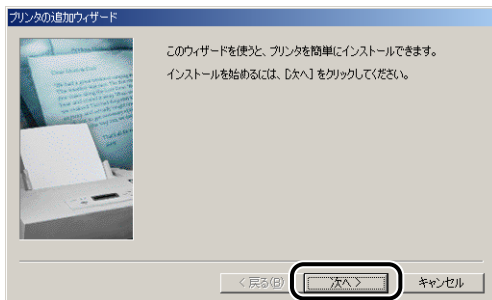 プリンタの追加ウィザード
このウィザードを使うと、プリンタを簡単にインストールできます。
インストールを始めるには、[次へ] をクリックしてください。
< 戻る(B)
次へ >
キャンセル